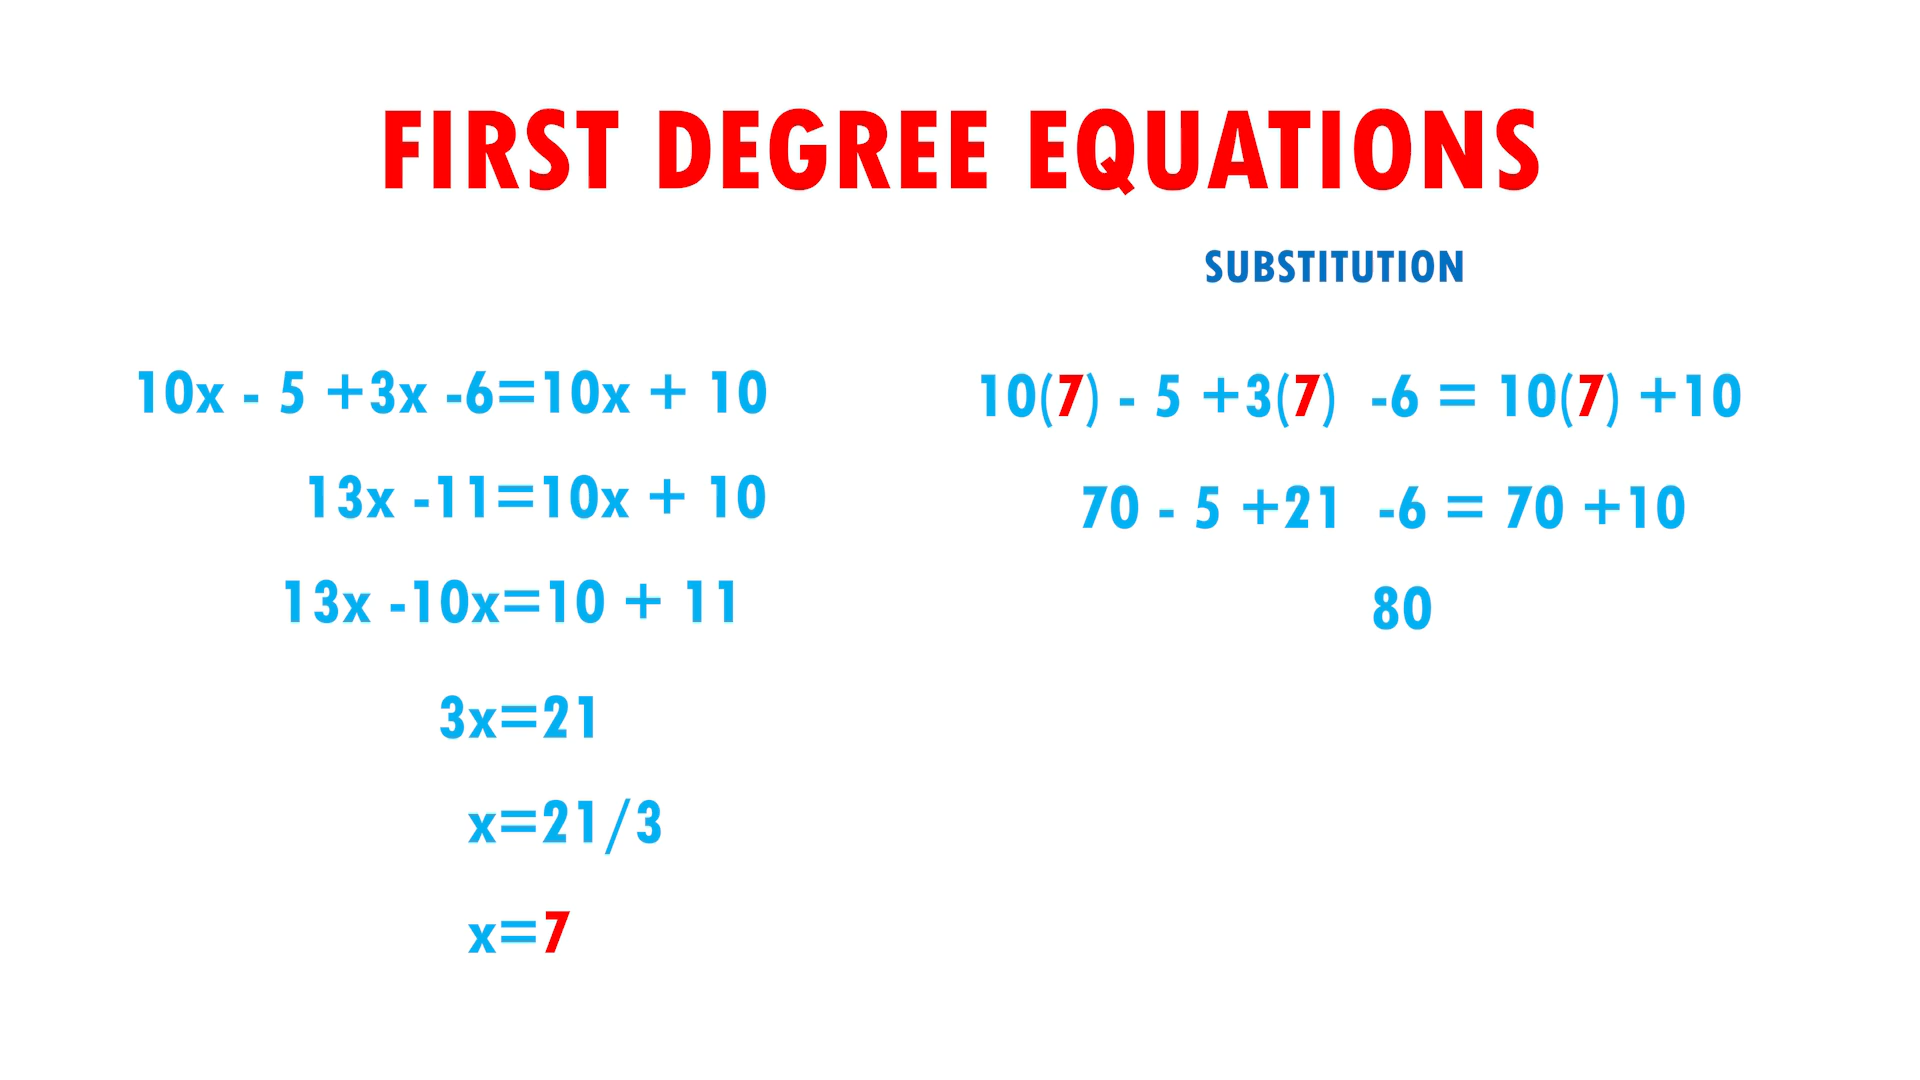 FIRST DEGREE EQUATIONS
SUBSTITUTION
10x - 5 +3x -6=10x + 10
13x -11=10x + 10
13x -10x=10 + 11
3x=21
x=21/3
x=7
10(7) - 5 +3(7) -6 = 10(7) +10
70 - 5 +21 -6 = 70 +10
80